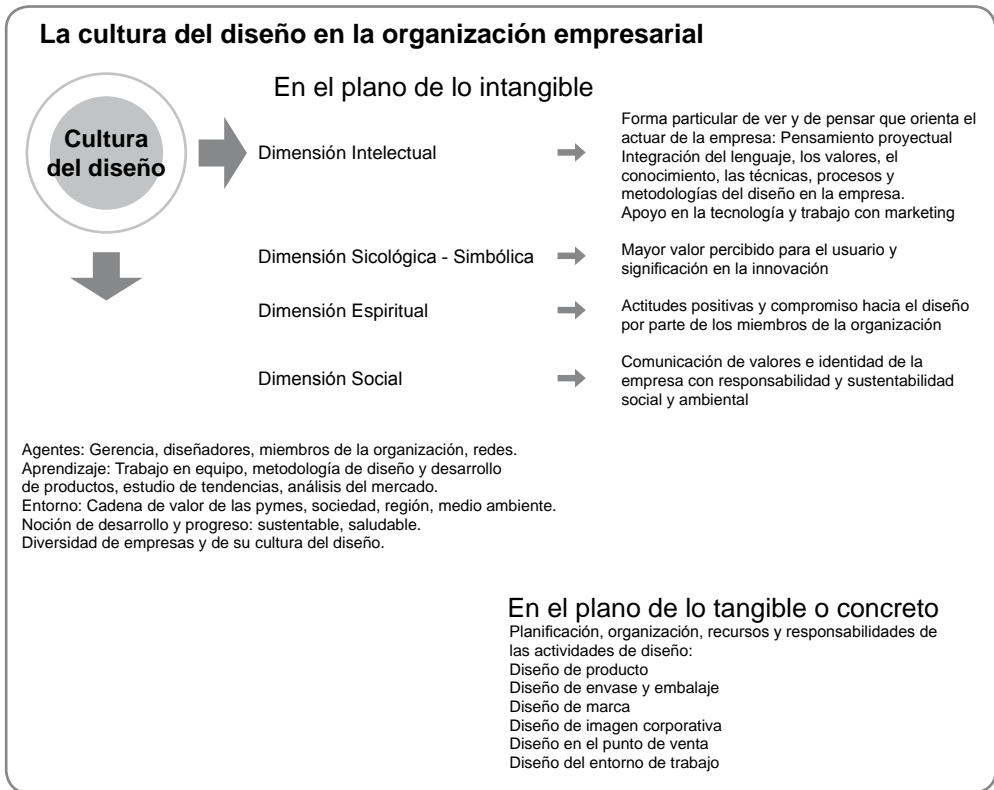 La cultura del diseño en la organización empresarial
En el plano de lo intangible
Cultura
del diseño
Dimensión Intelectual
Forma particular de ver y de pensar que orienta el
actuar de la empresa: Pensamiento proyectual
Integración del lenguaje, los valores, el
conocimiento, las técnicas, procesos y
metodologías del diseño en la empresa.
Apoyo en la tecnología y trabajo con marketing
Dimensión Sicológica - Simbólica
Mayor valor percibido para el usuario y
significación en la innovación
Dimensión Espiritual
Actitudes positivas y compromiso hacia el diseño
por parte de los miembros de la organización
Dimensión Social
Comunicación de valores e identidad de la
empresa con responsabilidad y sustentabilidad
social y ambiental
Agentes: Gerencia, diseñadores, miembros de la organización, redes.
Aprendizaje: Trabajo en equipo, metodología de diseño y desarrollo
de productos, estudio de tendencias, análisis del mercado.
Entorno: Cadena de valor de las pymes, sociedad, región, medio ambiente.
Noción de desarrollo y progreso: sustentable, saludable.
Diversidad de empresas y de su cultura del diseño.
En el plano de lo tangible o concreto
Planificación, organización, recursos y responsabilidades de
las actividades de diseño:
Diseño de producto
Diseño de envase y embalaje
Diseño de marca
Diseño de imagen corporativa
Diseño en el punto de venta
Diseño del entorno de trabajo